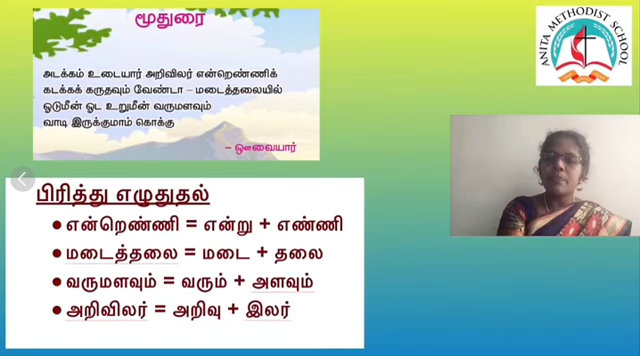 மூதுரை
அடக்கம் உடையார் அறிவிலர் என்றெண்ணிக்
கடக்கக் கருதவும் வேண்டா – மடைத்தலையில்
ஓடுமீன் ஓட உறுமீன் வருமளவும்
வாடி இருக்குமாம் கொக்கு
– ஔவையார்
ANITA METHODIST SCHOOL
பிரித்து எழுதுதல்
● என்றெண்ணி = என்று + எண்ணி
● மடைத்தலை = மடை + தலை
● வருமளவும் = வரும் + அளவும்
● அறிவிலர் = அறிவு + இலர்